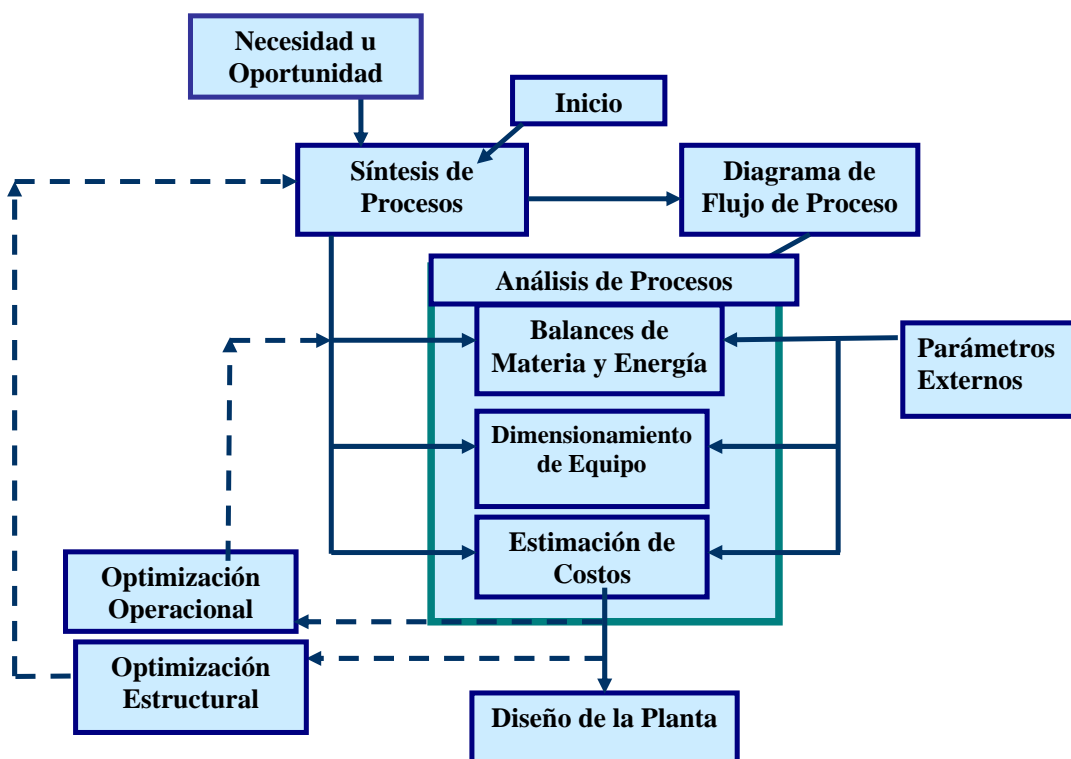 Necesidad u
Oportunidad
Inicio
Síntesis de
Procesos
Diagrama de
Flujo de Proceso
Análisis de Procesos
Balances de
Materia y Energía
Parámetros
Externos
Dimensionamiento
de Equipo
Estimación de
Costos
Optimización
Operacional
Optimización
Estructural
Diseño de la Planta